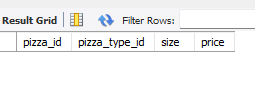 Result Grid Filter Rows:
pizza_id pizza_type_id size price